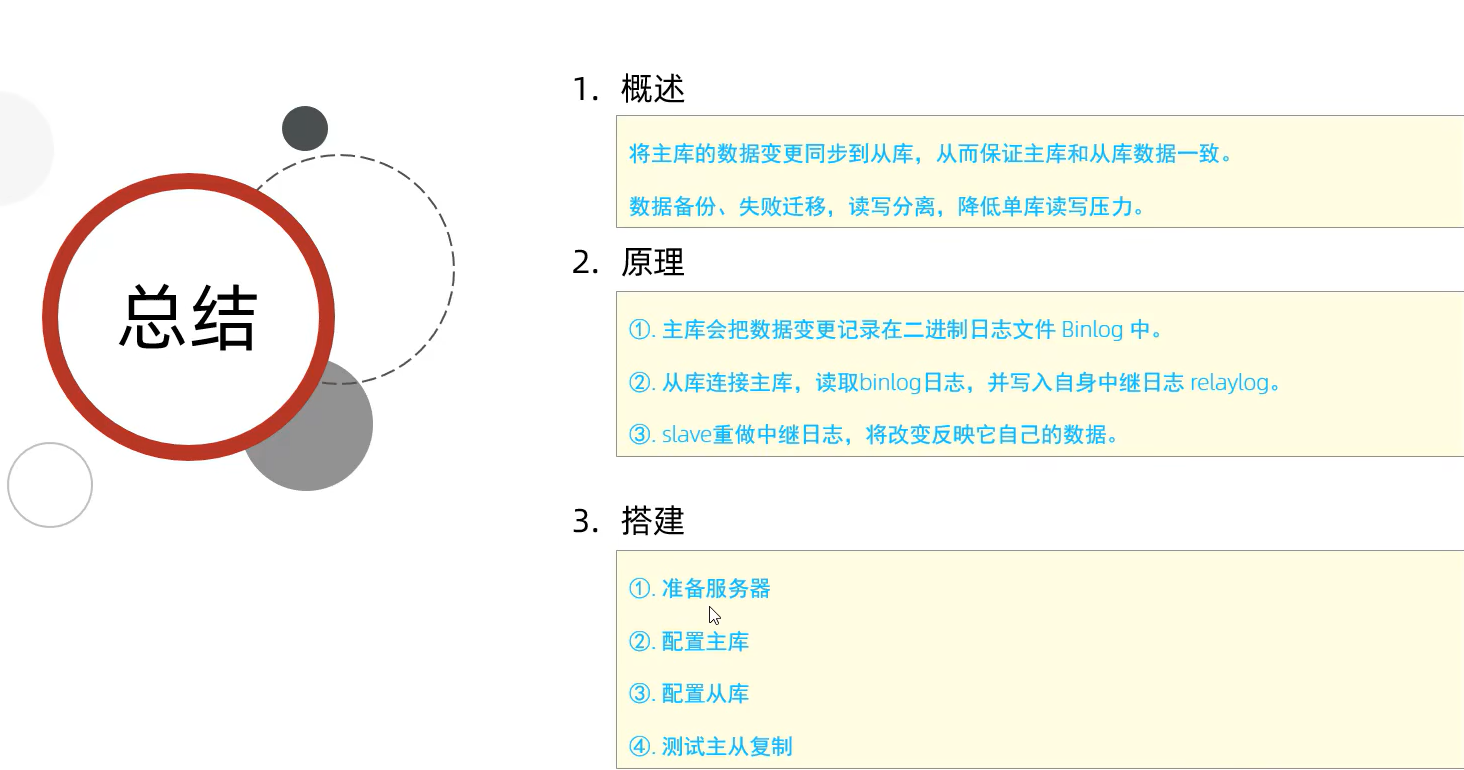 总结
1. 概述
将主库的数据变更同步到从库，从而保证主库和从库数据一致。
数据备份、失败迁移，读写分离，降低单库读写压力。
2. 原理
①. 主库会把数据变更记录在二进制日志文件 Binlog 中。
②. 从库连接主库，读取binlog日志，并写入自身中继日志 relaylog。
③. slave重做中继日志，将改变反映它自己的数据。
3. 搭建
①. 准备服务器
②. 配置主库
③. 配置从库
④. 测试主从复制